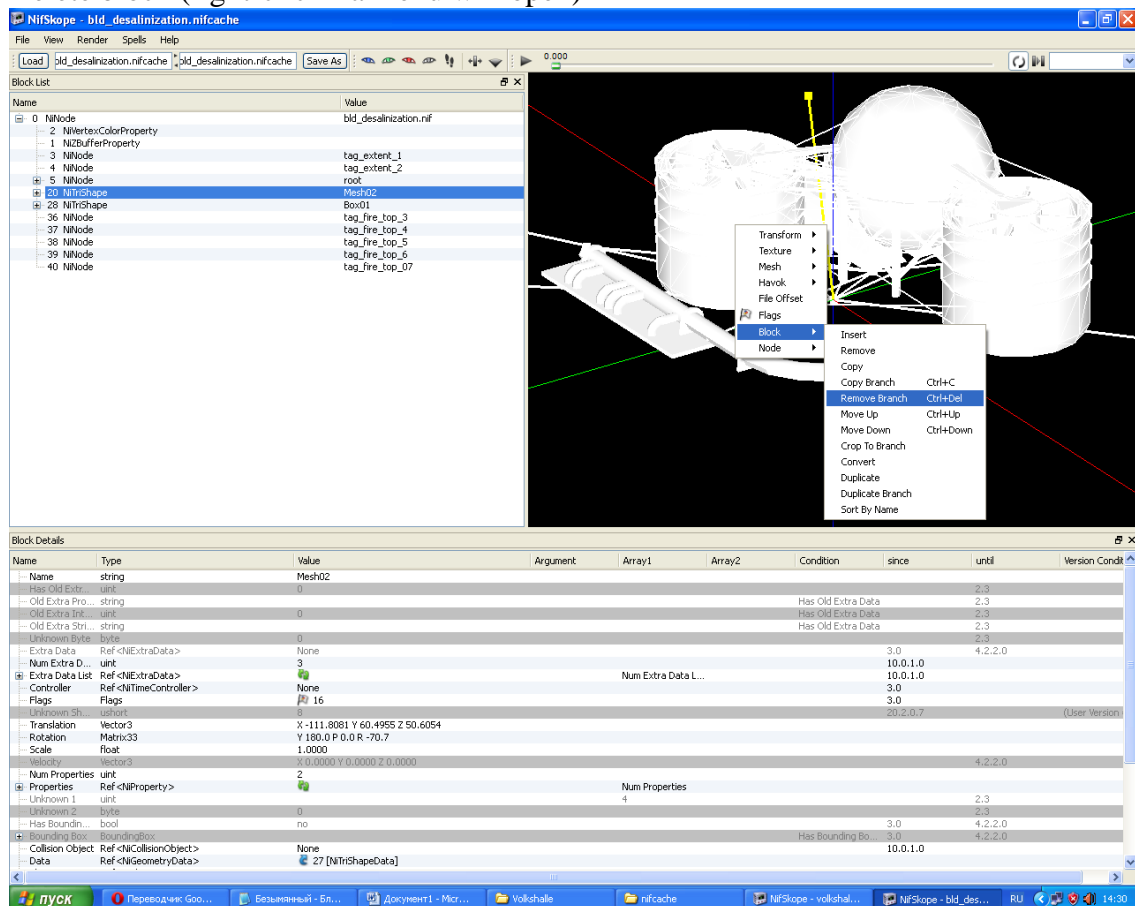 NifSkope - bld_desalinization.nifcache
File View Render Spells Help
Load bld_desalinization.nifcache bld_desalinization.nifcache Save As 0.000
Block List
Name Value
0 NiNode bld_desalinization.nif
2 NiVertexColorProperty
1 NiZBufferProperty
3 NiNode tag_extent_1
4 NiNode tag_extent_2
5 NiNode root
20 NiTriShape Mesh02
28 NiTriShape Box01
36 NiNode tag_fire_top_3
37 NiNode tag_fire_top_4
38 NiNode tag_fire_top_5
39 NiNode tag_fire_top_6
40 NiNode tag_fire_top_07
Transform
Texture
Mesh
Havok
File Offset
Flags
Block
Node
Insert
Remove
Copy
Copy Branch Ctrl+C
Remove Branch Ctrl+Del
Move Up Ctrl+Up
Move Down Ctrl+Down
Crop To Branch
Convert
Duplicate
Duplicate Branch
Sort By Name
Block Details
Name Type Value Argument Array1 Array2 Condition since until Version Condit
Name string Mesh02
Has Old Extr... uint 0 2.3
Old Extra Pro... string Has Old Extra Data 2.3
Old Extra Int... uint 0 Has Old Extra Data 2.3
Old Extra Stri... string Has Old Extra Data 2.3
Unknown Byte byte 0 2.3
Extra Data Ref<NiExtraData> None 3.0 4.2.2.0
Num Extra D... uint 3 10.0.1.0
Extra Data List Ref<NiExtraData> Num Extra Data L... 10.0.1.0
Controller Ref<NiTimeController> None 3.0
Flags Flags 16 3.0
Unknown Sh... ushort 8 20.2.0.7 (User Version
Translation Vector3 X -111.8081 Y 60.4955 Z 50.6054
Rotation Matrix33 Y 180.0 P 0.0 R -70.7
Scale float 1.0000
Velocity Vector3 X 0.0000 Y 0.0000 Z 0.0000 4.2.2.0
Num Properties uint 2
Properties Ref<NiProperty> Num Properties
Unknown 1 uint 4 2.3
Unknown 2 byte 0 2.3
Has Boundin... bool no 3.0 4.2.2.0
Bounding Box BoundingBox Has Bounding Bo... 3.0 4.2.2.0
Collision Object Ref<NiCollisionObject> None 10.0.1.0
Data Ref<NiGeometryData> 27 [NiTriShapeData]
пуск Переводчик Goo... Безымянный - Бл... Документ1 - Micr... Volkshalle nifcache NifSkope - volkshal... NifSkope - bld_des... RU 14:30